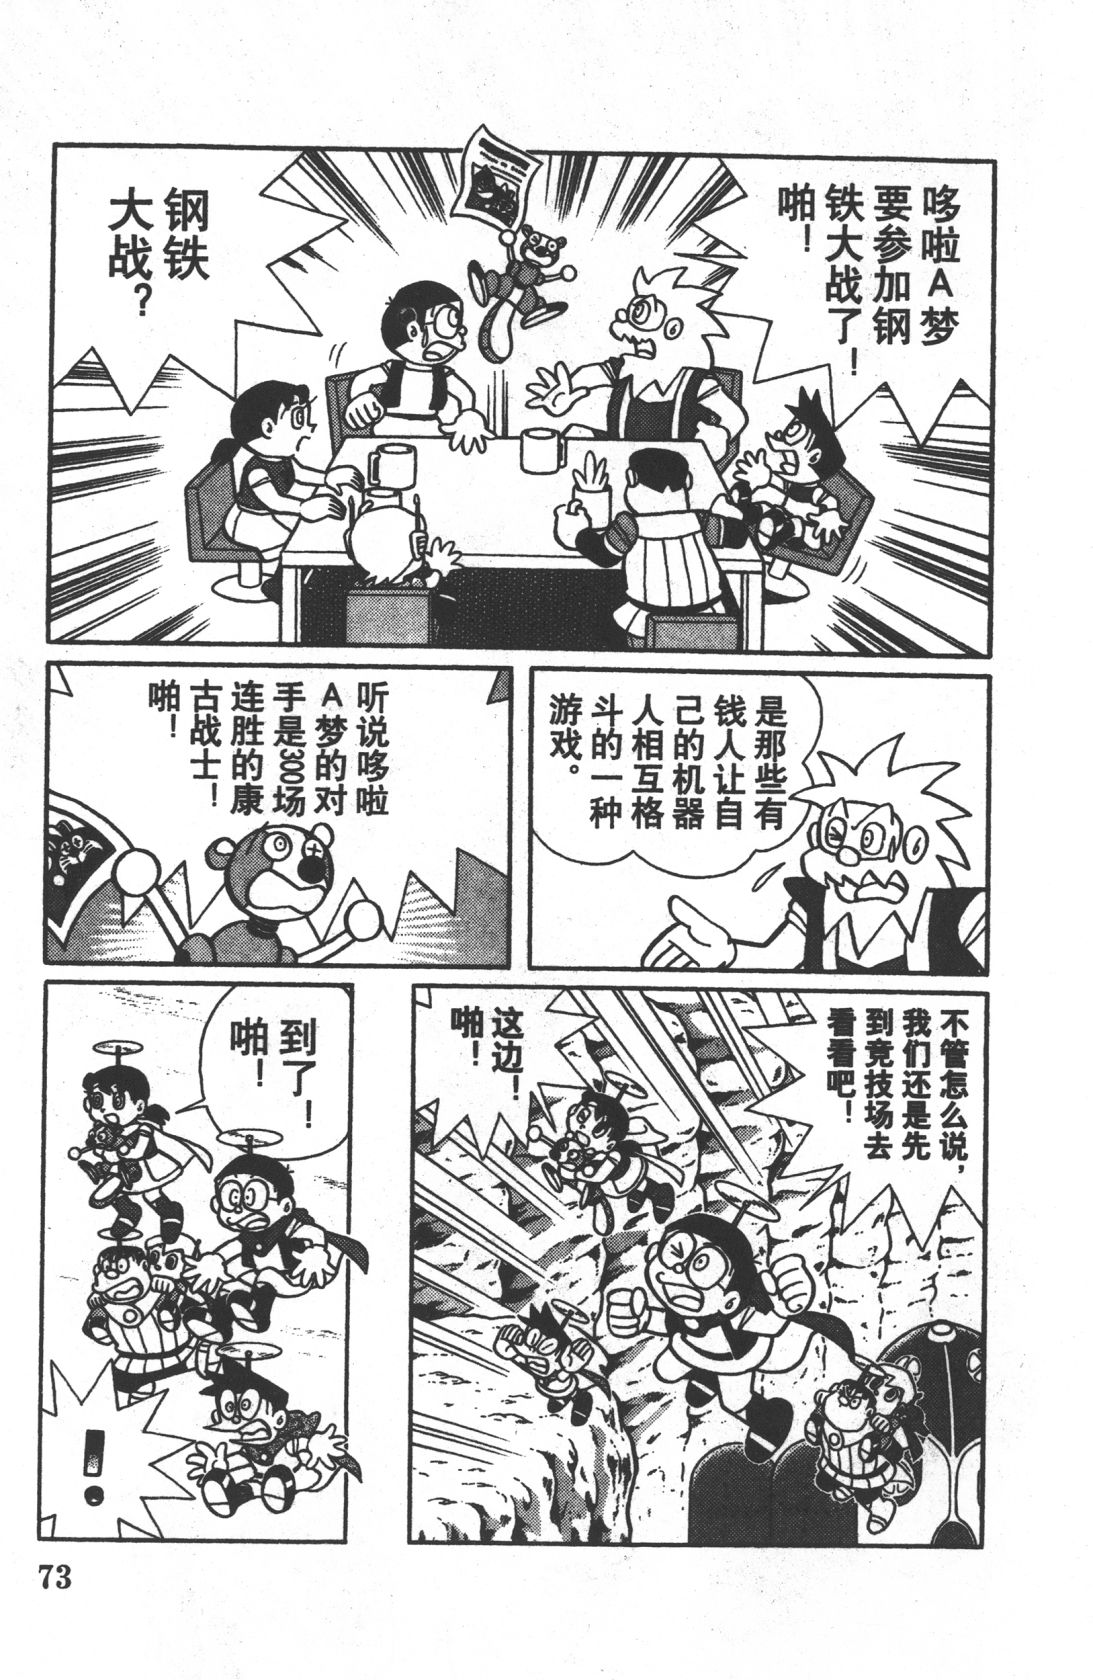 哆啦A梦
要参加钢
铁大战了！
啪！
钢铁
大战？
是那些有
钱人让自
己的机器
人相互格
斗的一种
游戏。
听说哆啦
A梦的对
手是300场
连胜的康
古战士！
啪！
不管怎么说，
我们还是先
到竞技场去
看看吧！
这边！
啪！
到了！
啪！
！
73